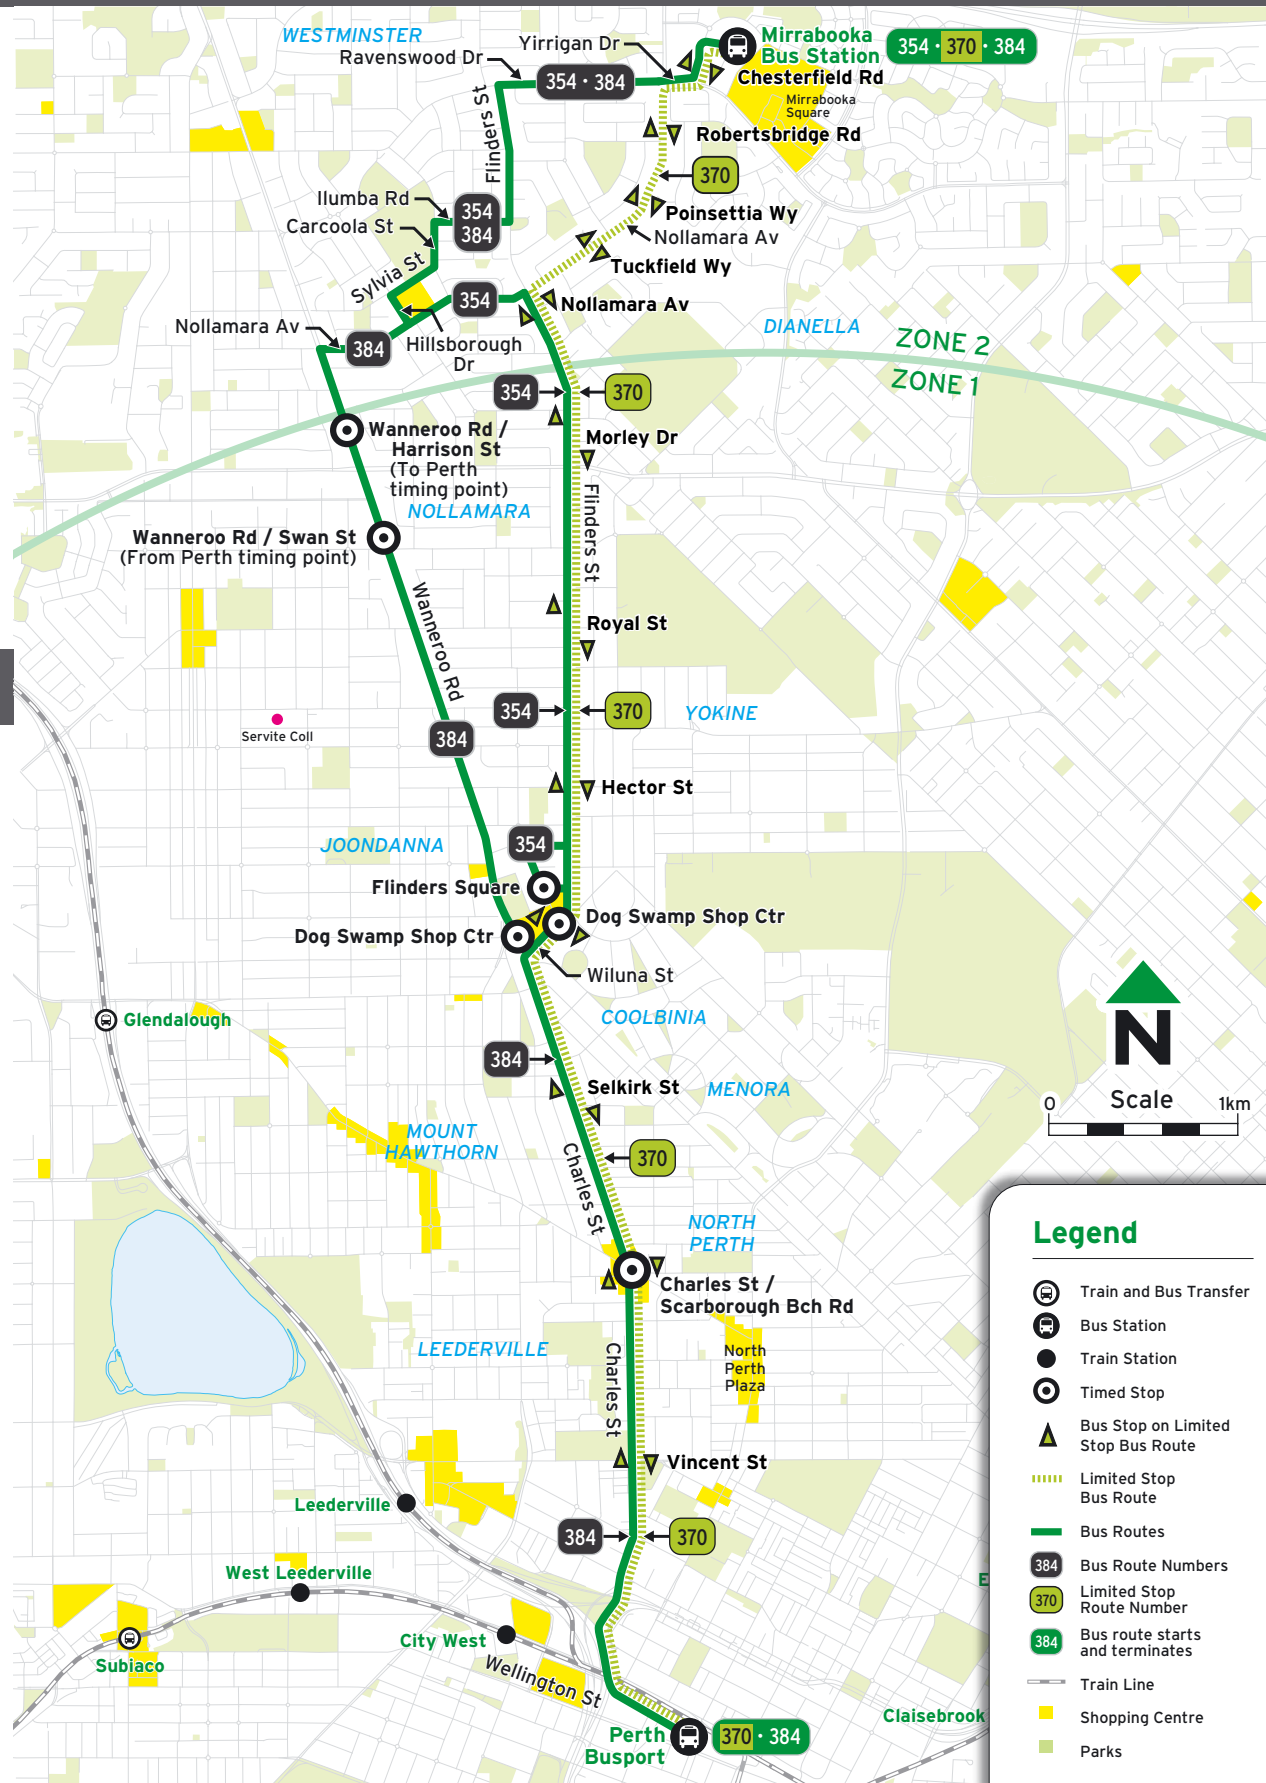 WESTMINSTER
Ravenswood Dr
Yirrigan Dr
Mirrabooka
Bus Station
354 · 370 · 384
Chesterfield Rd
354 · 384
Mirrabooka
Square
Flinders St
Robertsbridge Rd
370
Ilumba Rd
Carcoola St
354
384
Poinsettia Wy
Nollamara Av
Sylvia St
Tuckfield Wy
354
Nollamara Av
Nollamara Av
384
Hillsborough
Dr
DIANELLA
ZONE 2
ZONE 1
354
370
Wanneroo Rd /
Harrison St
(To Perth
timing point)
Morley Dr
NOLLAMARA
Wanneroo Rd / Swan St
(From Perth timing point)
Flinders St
Wanneroo Rd
Royal St
354
370
YOKINE
Servite Coll
384
Hector St
JOONDANNA
354
Flinders Square
Dog Swamp Shop Ctr
Dog Swamp Shop Ctr
Wiluna St
Glendalough
COOLBINIA
384
Selkirk St
MENORA
N
Scale
0
1km
MOUNT
HAWTHORN
370
Charles St
NORTH
PERTH
Charles St /
Scarborough Bch Rd
LEEDERVILLE
Charles St
North
Perth
Plaza
Vincent St
Leederville
384
370
West Leederville
E
City West
Subiaco
Wellington St
Claisebrook
Perth
Busport
370 · 384
Legend
Train and Bus Transfer
Bus Station
Train Station
Timed Stop
Bus Stop on Limited
Stop Bus Route
Limited Stop
Bus Route
Bus Routes
384
Bus Route Numbers
370
Limited Stop
Route Number
384
Bus route starts
and terminates
Train Line
Shopping Centre
Parks